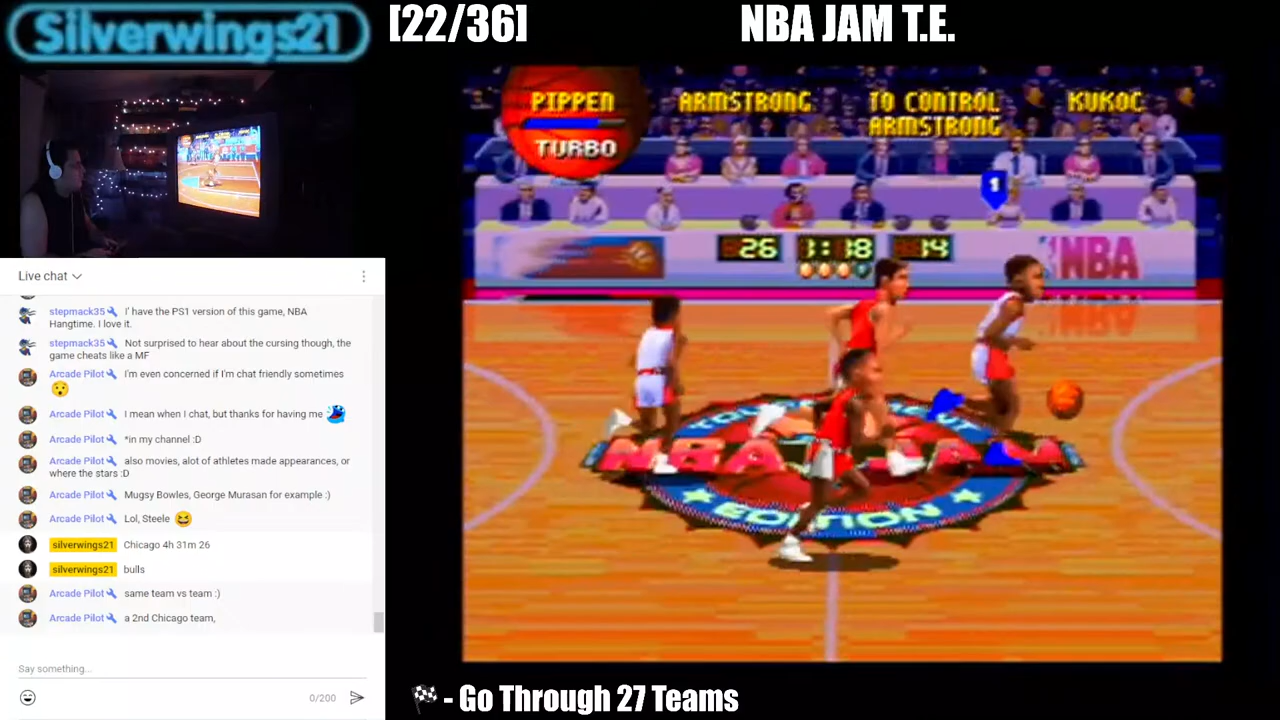 Silverwings21
[22/36]
NBA JAM T.E.
PIPPEN
ARMSTRONG
TO CONTROL
ARMSTRONG
KUKOC
TURBO
1
26
1:18
14
NBA
TOURNAMENT
NBA JAM
EDITION
Live chat
stepmack35 i' have the PS1 version of this game, NBA
Hangtime. I love it.
stepmack35 Not surprised to hear about the cursing though, the
game cheats like a MF
Arcade Pilot I'm even concerned if I'm chat friendly sometimes
Arcade Pilot I mean when I chat, but thanks for having me
Arcade Pilot *in my channel :D
Arcade Pilot also movies, alot of athletes made appearances, or
where the stars :D
Arcade Pilot Mugsy Bowles, George Murasan for example :)
Arcade Pilot Lol, Steele
silverwings21 Chicago 4h 31m 26
silverwings21 bulls
Arcade Pilot same team vs team :)
Arcade Pilot a 2nd Chicago team,
Say something...
0/200
- Go Through 27 Teams